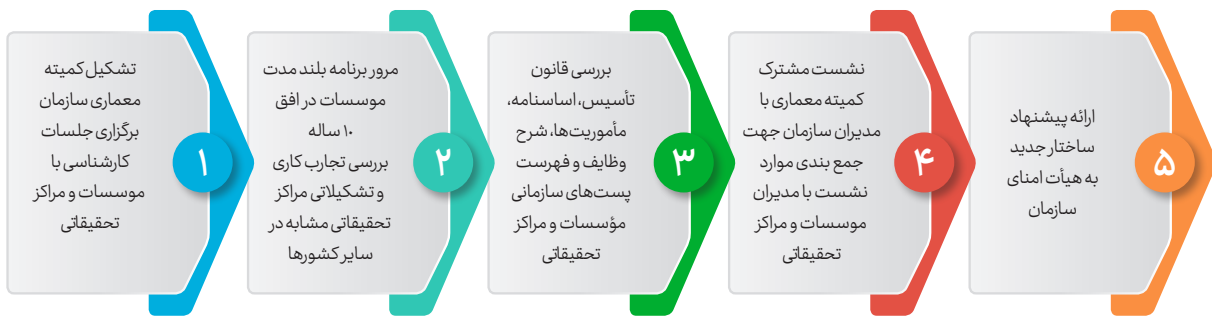 تشکیل کمیته
معماری سازمان
برگزاری جلسات
کارشناسی با
موسسات و مراکز
تحقیقاتی
۱
مرور برنامه بلند مدت
موسسات در افق
۱۰ ساله
بررسی تجارب کاری
و تشکیلاتی مراکز
تحقیقاتی مشابه در
سایر کشورها
۲
بررسی قانون
تأسیس، اساسنامه،
مأموریت‌ها، شرح
وظایف و فهرست
پست‌های سازمانی
مؤسسات و مراکز
تحقیقاتی
۳
نشست مشترک
کمیته معماری با
مدیران سازمان جهت
جمع بندی موارد
نشست با مدیران
موسسات و مراکز
تحقیقاتی
۴
ارائه پیشنهاد
ساختار جدید
به هیأت امنای
سازمان
۵